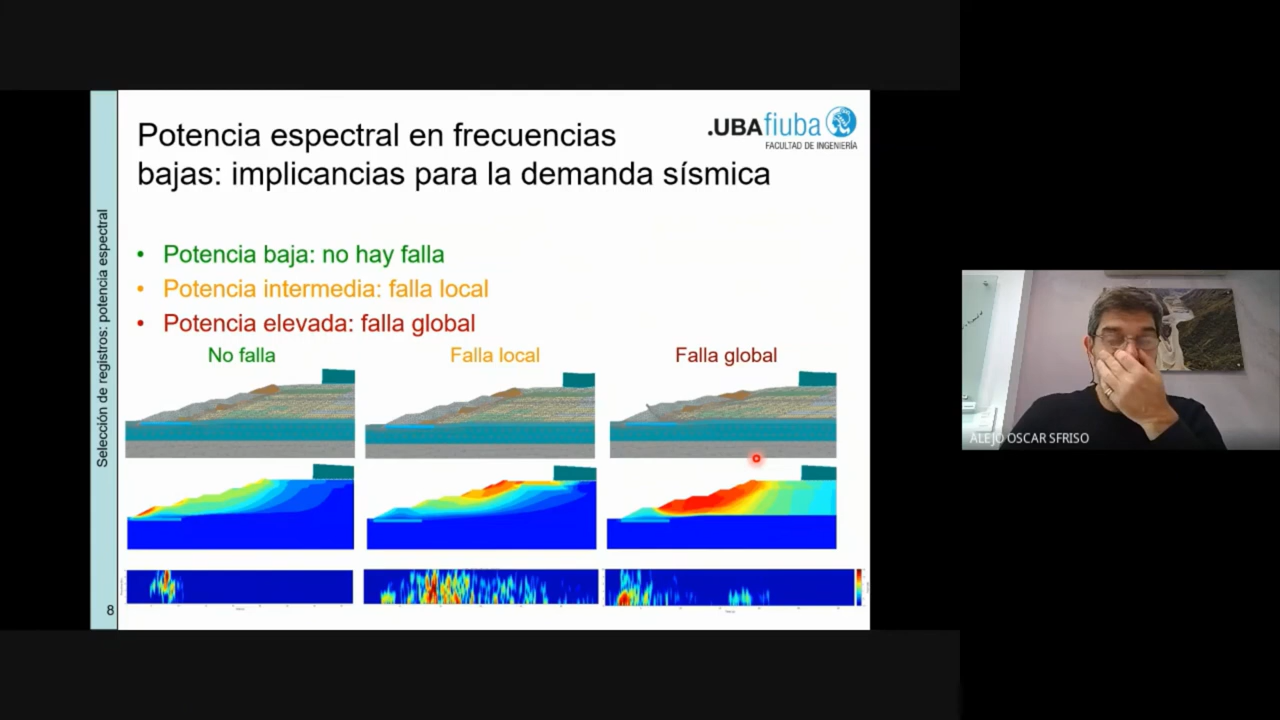 Potencia espectral en frecuencias
bajas: implicancias para la demanda sísmica
.UBAfiuba
FACULTAD DE INGENIERÍA
Selección de registros: potencia espectral
• Potencia baja: no hay falla
• Potencia intermedia: falla local
• Potencia elevada: falla global
No falla
Falla local
Falla global
8
ALEJO OSCAR SFRISO